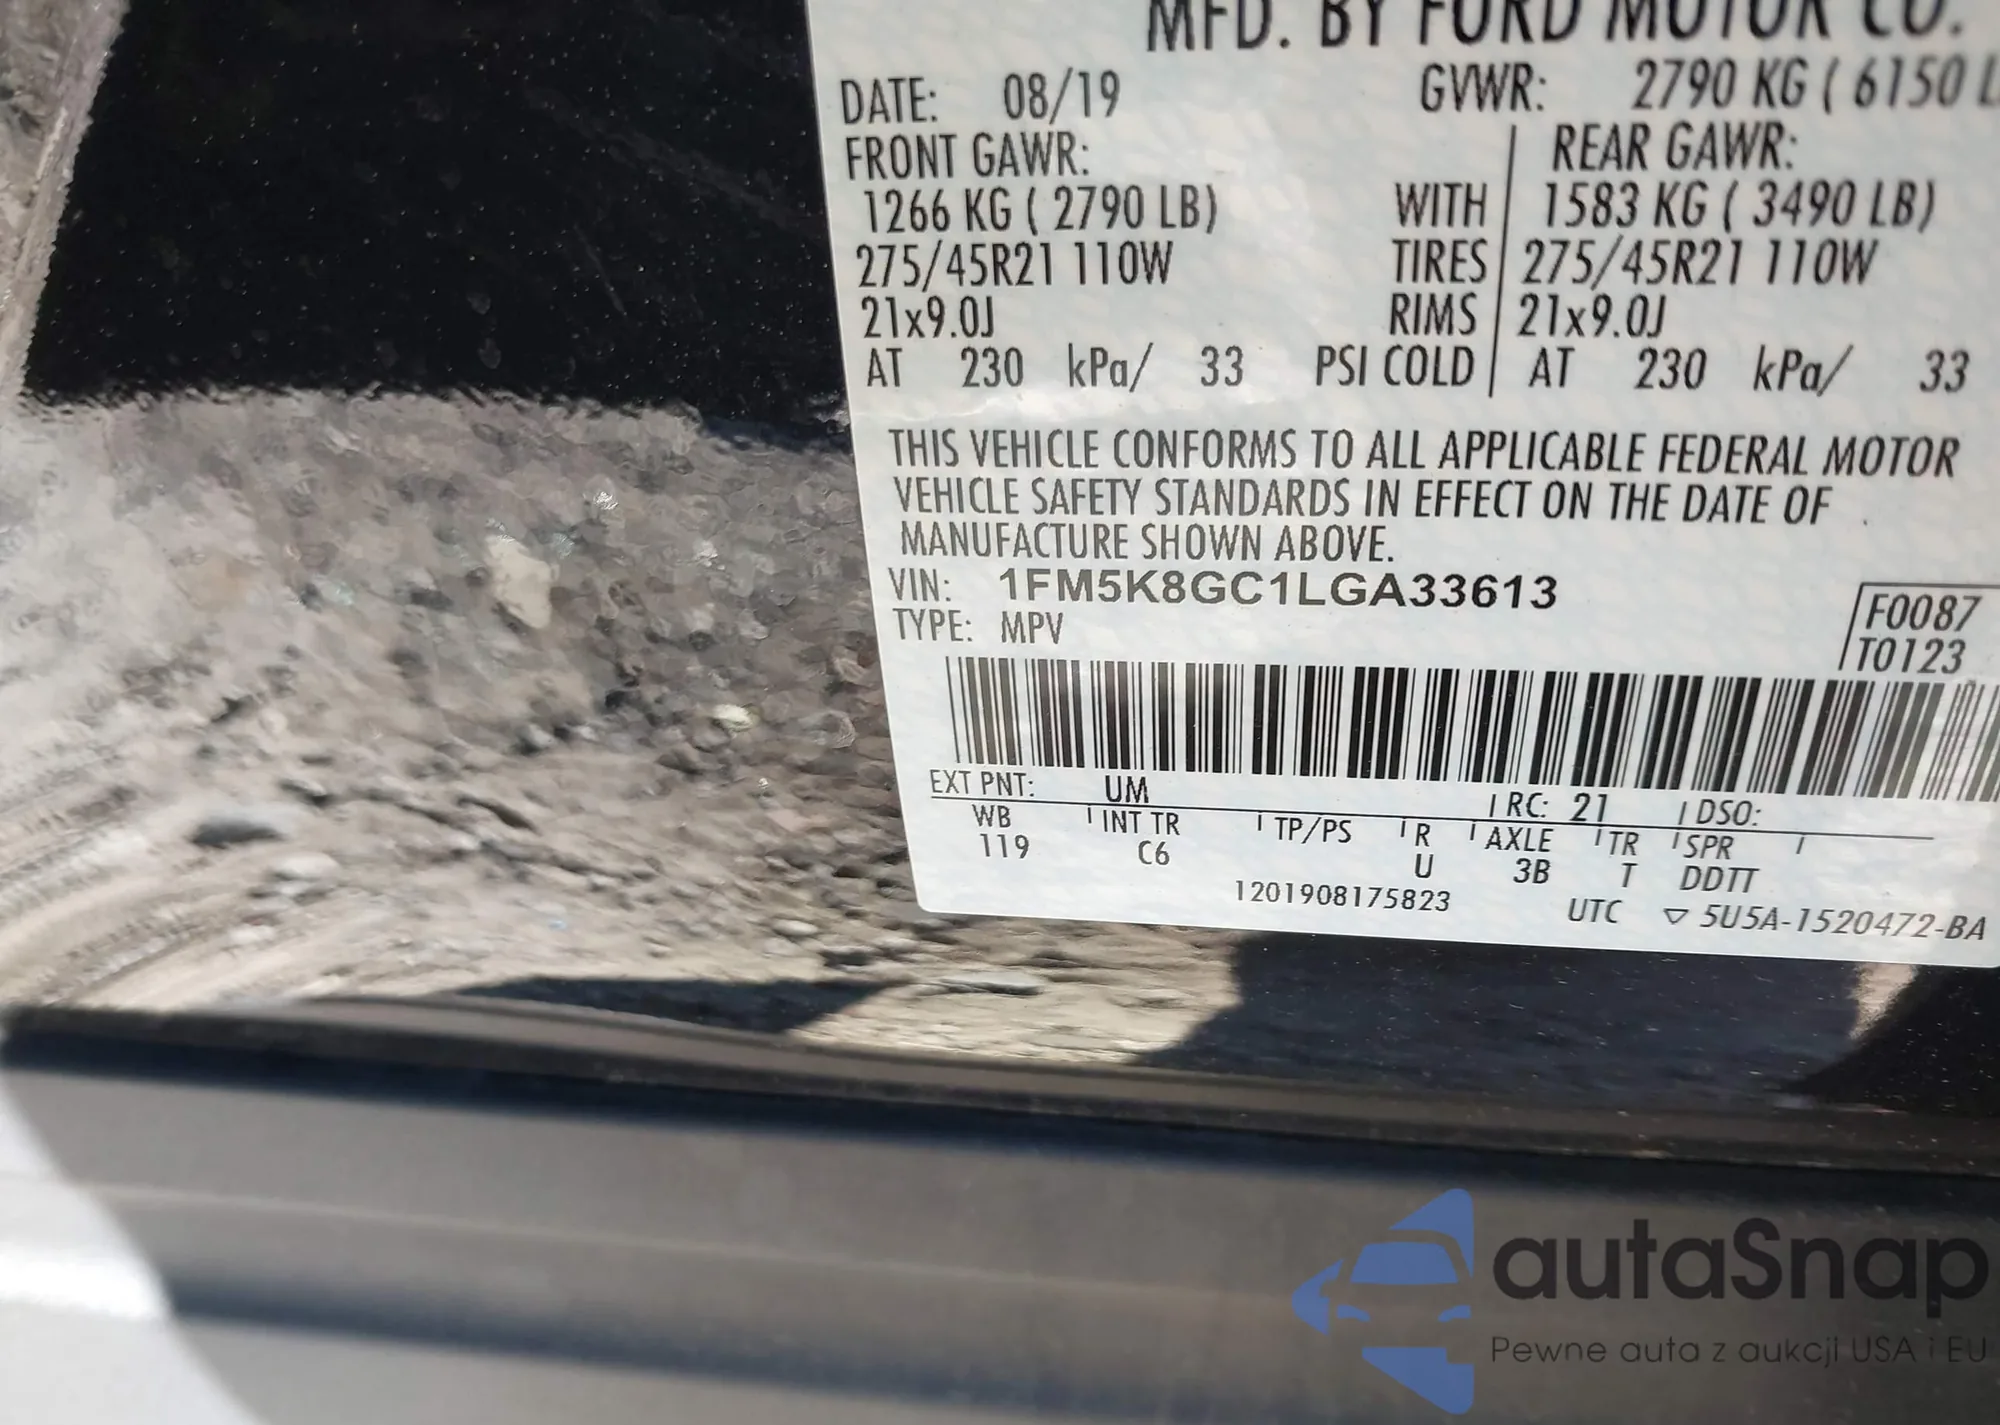 MFD. BY FORD MOTOR CO.
DATE: 08/19 GVWR: 2790 KG ( 6150 L
FRONT GAWR: REAR GAWR:
1266 KG ( 2790 LB) WITH 1583 KG ( 3490 LB)
275/45R21 110W TIRES 275/45R21 110W
21x9.0J RIMS 21x9.0J
AT 230 kPa/ 33 PSI COLD AT 230 kPa/ 33
THIS VEHICLE CONFORMS TO ALL APPLICABLE FEDERAL MOTOR
VEHICLE SAFETY STANDARDS IN EFFECT ON THE DATE OF
MANUFACTURE SHOWN ABOVE.
VIN: 1FM5K8GC1LGA33613
F0087
TYPE: MPV
T0123
EXT PNT: UM RC: 21 DSO:
WB INT TR TP/PS R AXLE TR SPR
119 C6 U 3B T DDTT
1201908175823 UTC ▽ 5U5A-1520472-BA
autaSnap
Pewne auta z aukcji USA i EU